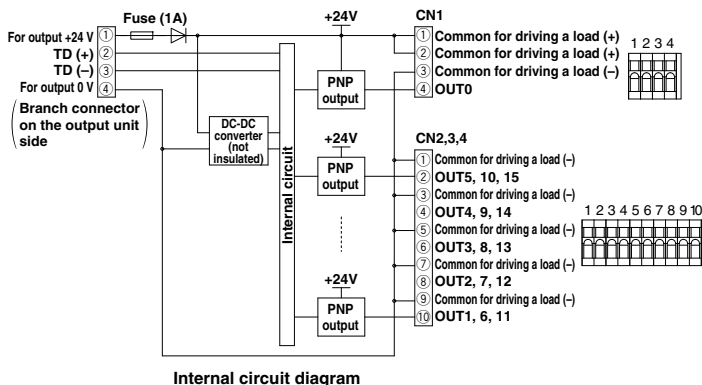 For output +24 V ①
TD (+) ②
TD (–) ③
For output 0 V ④
(Branch connector
on the output unit
side)
Fuse (1A)
DC-DC
converter
(not
insulated)
Internal circuit
+24V
PNP
output
+24V
PNP
output
+24V
PNP
output
CN1
① Common for driving a load (+)
② Common for driving a load (+)
③ Common for driving a load (–)
④ OUT0
1 2 3 4
CN2,3,4
① Common for driving a load (–)
② OUT5, 10, 15
③ Common for driving a load (–)
④ OUT4, 9, 14
⑤ Common for driving a load (–)
⑥ OUT3, 8, 13
⑦ Common for driving a load (–)
⑧ OUT2, 7, 12
⑨ Common for driving a load (–)
⑩ OUT1, 6, 11
1 2 3 4 5 6 7 8 9 10
Internal circuit diagram